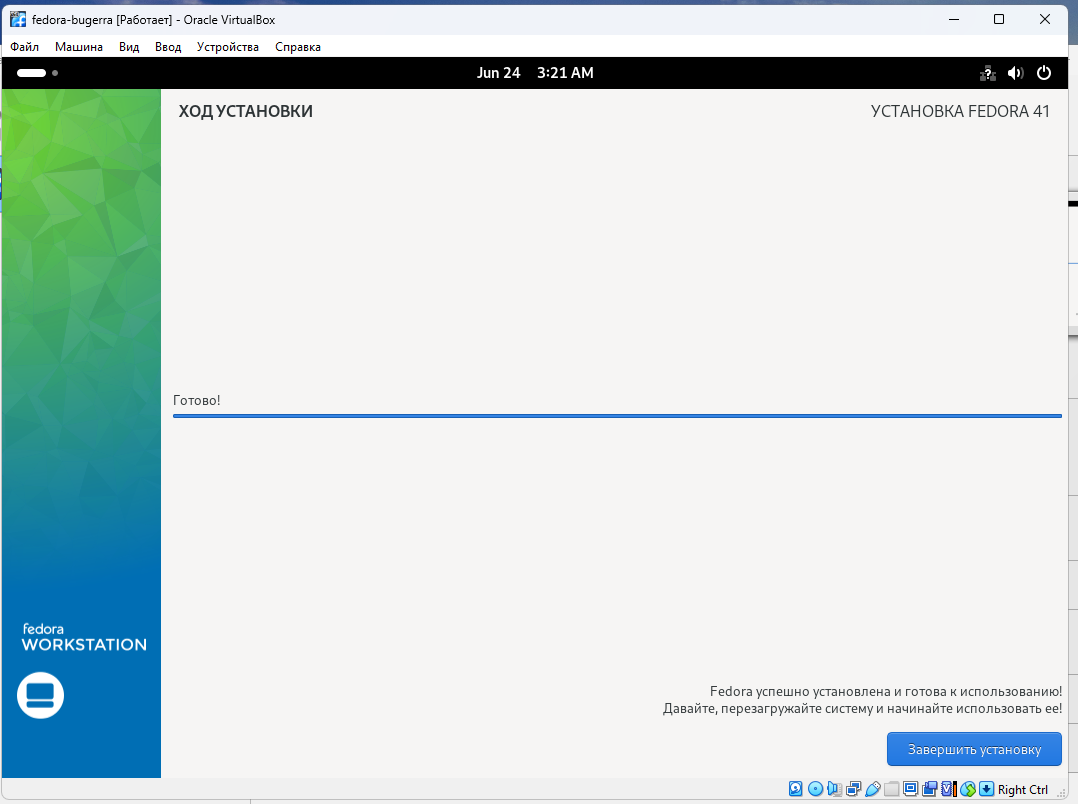 fedora-bugerra [Работает] - Oracle VirtualBox
Файл Машина Вид Ввод Устройства Справка
Jun 24 3:21 AM
ХОД УСТАНОВКИ
УСТАНОВКА FEDORA 41
Готово!
fedora
WORKSTATION
Fedora успешно установлена и готова к использованию!
Давайте, перезагружайте систему и начинайте использовать ее!
Завершить установку
Right Ctrl